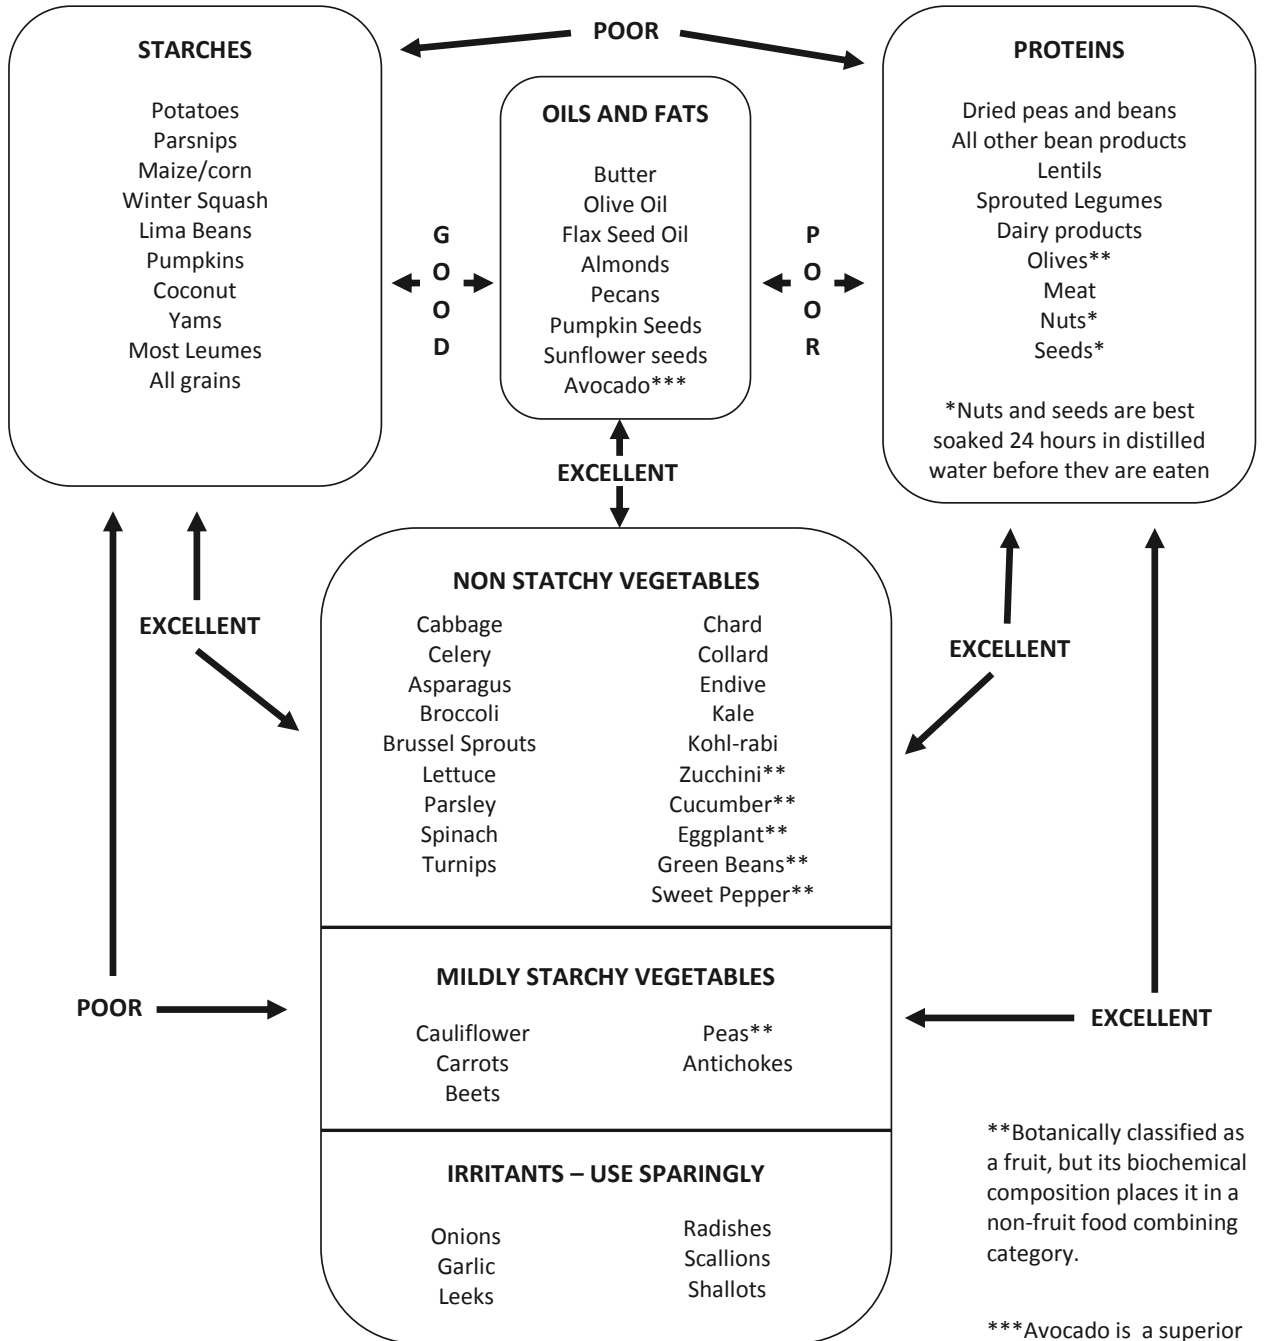 POOR
STARCHES
Potatoes
Parsnips
Maize/corn
Winter Squash
Lima Beans
Pumpkins
Coconut
Yams
Most Leumes
All grains
G
O
O
D
OILS AND FATS
Butter
Olive Oil
Flax Seed Oil
Almonds
Pecans
Pumpkin Seeds
Sunflower seeds
Avocado***
P
O
O
R
PROTEINS
Dried peas and beans
All other bean products
Lentils
Sprouted Legumes
Dairy products
Olives**
Meat
Nuts*
Seeds*
*Nuts and seeds are best
soaked 24 hours in distilled
water before they are eaten
EXCELLENT
EXCELLENT
EXCELLENT
NON STATCHY VEGETABLES
Cabbage
Celery
Asparagus
Broccoli
Brussel Sprouts
Lettuce
Parsley
Spinach
Turnips
Chard
Collard
Endive
Kale
Kohl-rabi
Zucchini**
Cucumber**
Eggplant**
Green Beans**
Sweet Pepper**
MILDLY STARCHY VEGETABLES
Cauliflower
Carrots
Beets
Peas**
Antichokes
POOR
EXCELLENT
IRRITANTS – USE SPARINGLY
Onions
Garlic
Leeks
Radishes
Scallions
Shallots
**Botanically classified as
a fruit, but its biochemical
composition places it in a
non-fruit food combining
category.
***Avocado is a superior